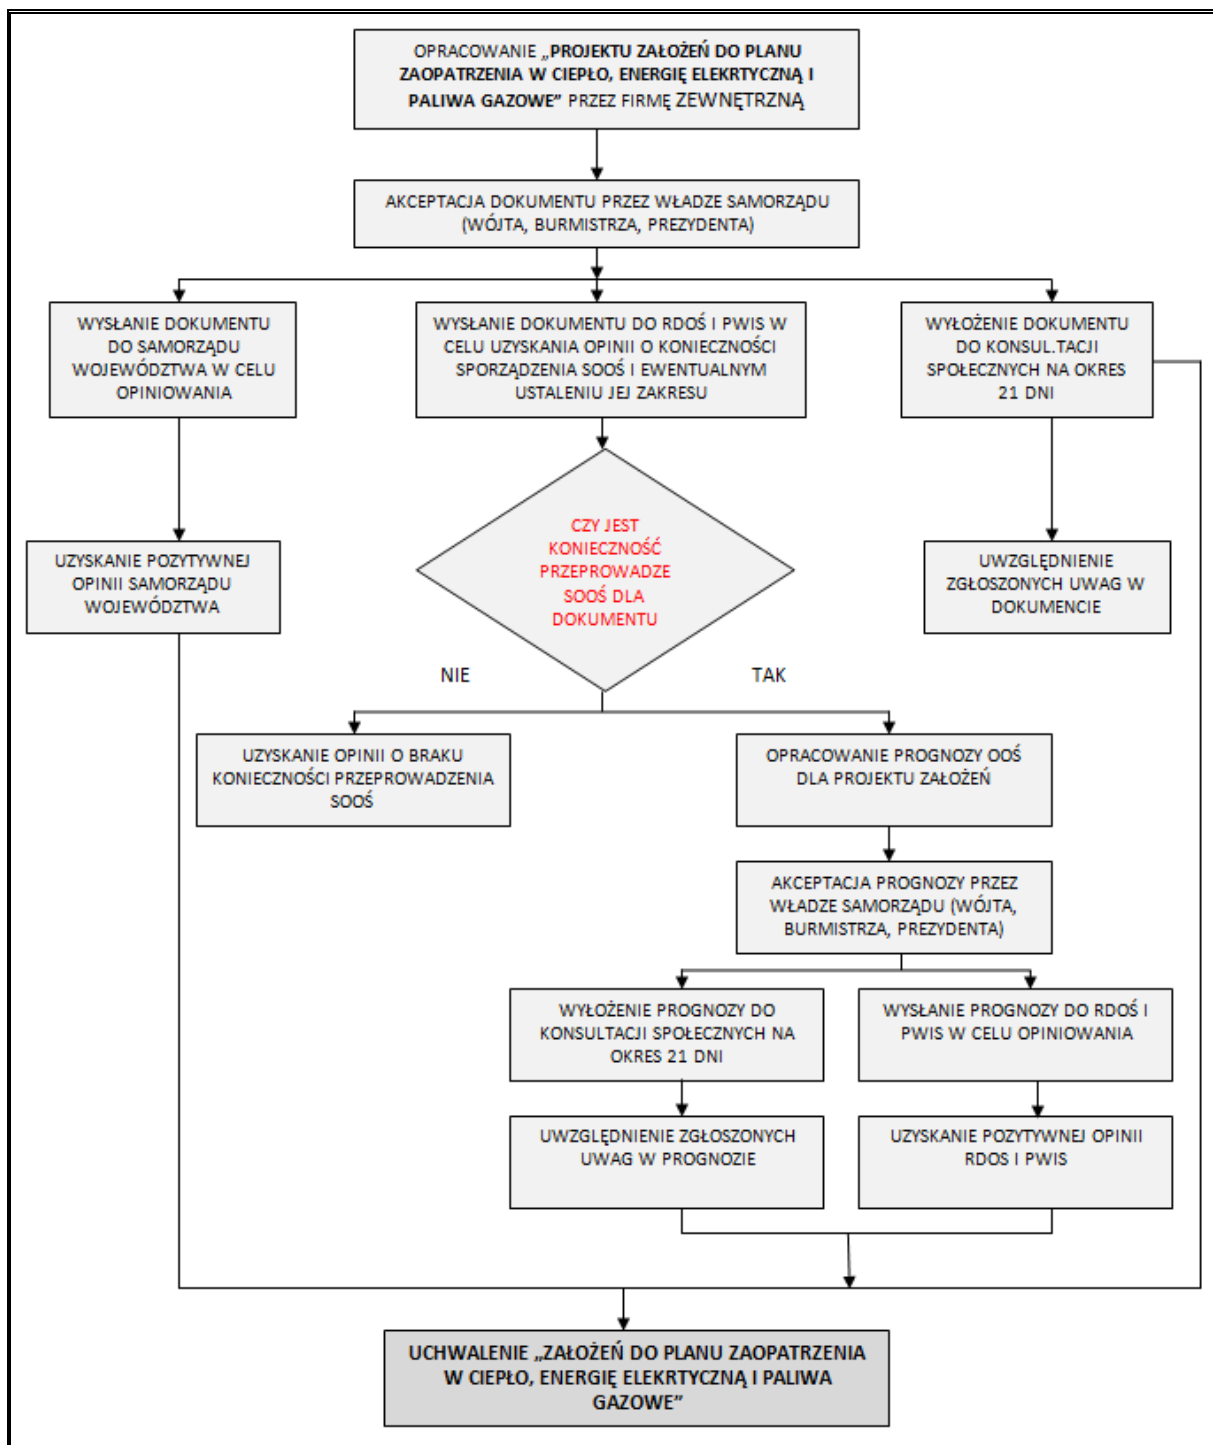 OPRACOWANIE „PROJEKTU ZAŁOŻEŃ DO PLANU
ZAOPATRZENIA W CIEPŁO, ENERGIĘ ELEKRTYCZNĄ I
PALIWA GAZOWE” PRZEZ FIRMĘ ZEWNĘTRZNĄ
AKCEPTACJA DOKUMENTU PRZEZ WŁADZE SAMORZĄDU
(WÓJTA, BURMISTRZA, PREZYDENTA)
WYSŁANIE DOKUMENTU
DO SAMORZĄDU
WOJEWÓDZTWA W CELU
OPINIOWANIA
WYSŁANIE DOKUMENTU DO RDOŚ I PWIS W
CELU UZYSKANIA OPINII O KONIECZNOŚCI
SPORZĄDZENIA SOOŚ I EWENTUALNYM
USTALENIU JEJ ZAKRESU
WYŁOŻENIE DOKUMENTU
DO KONSUL.TACJI
SPOŁECZNYCH NA OKRES
21 DNI
CZY JEST
KONIECZNOŚĆ
PRZEPROWADZE
SOOŚ DLA
DOKUMENTU
UZYSKANIE POZYTYWNEJ
OPINII SAMORZĄDU
WOJEWÓDZTWA
UWZGLĘDNIENIE
ZGŁOSZONYCH UWAG W
DOKUMENCIE
NIE
TAK
UZYSKANIE OPINII O BRAKU
KONIECZNOŚCI PRZEPROWADZENIA
SOOŚ
OPRACOWANIE PROGNOZY OOŚ
DLA PROJEKTU ZAŁOŻEŃ
AKCEPTACJA PROGNOZY PRZEZ
WŁADZE SAMORZĄDU (WÓJTA,
BURMISTRZA, PREZYDENTA)
WYŁOŻENIE PROGNOZY DO
KONSULTACJI SPOŁECZNYCH NA
OKRES 21 DNI
WYSŁANIE PROGNOZY DO RDOŚ I
PWIS W CELU OPINIOWANIA
UWZGLĘDNIENIE ZGŁOSZONYCH
UWAG W PROGNOZIE
UZYSKANIE POZYTYWNEJ OPINII
RDOS I PWIS
UCHWALENIE „ZAŁOŻEŃ DO PLANU ZAOPATRZENIA
W CIEPŁO, ENERGIĘ ELEKRTYCZNĄ I PALIWA
GAZOWE”